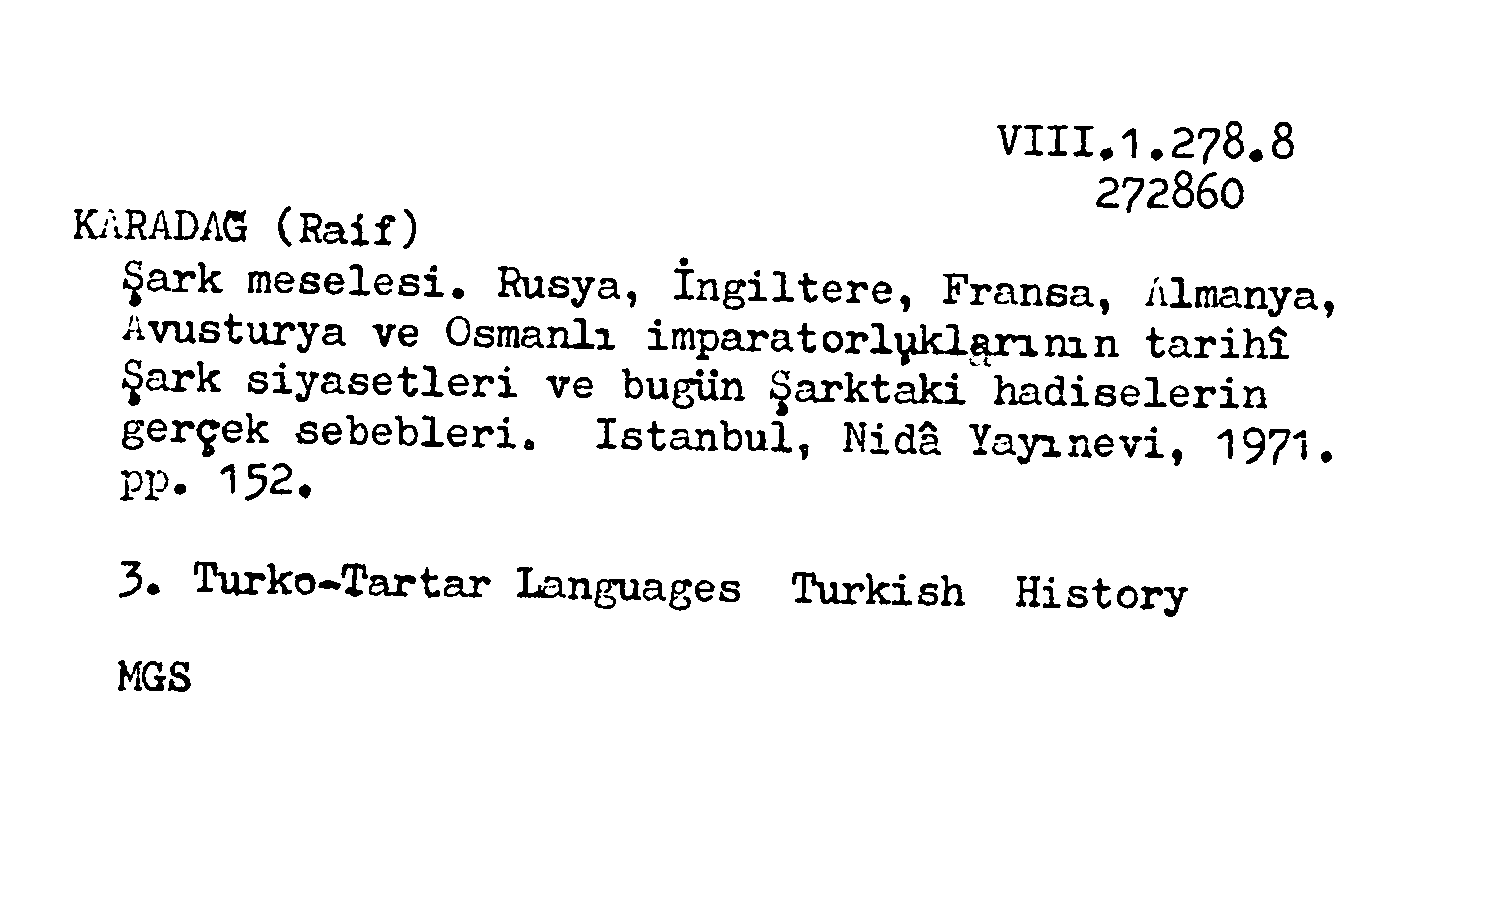 VIII.1.278.8
272860
KARADAG (Raif)
Şark meselesi. Rusya, İngiltere, Fransa, Almanya,
Avusturya ve Osmanlı imparatorluklarının tarihî
Şark siyasetleri ve bugün Şarktaki hadiselerin
gerçek sebebleri. Istanbul, Nidâ Yayınevi, 1971.
pp. 152.
3. Turko-Tartar Languages Turkish History
MGS